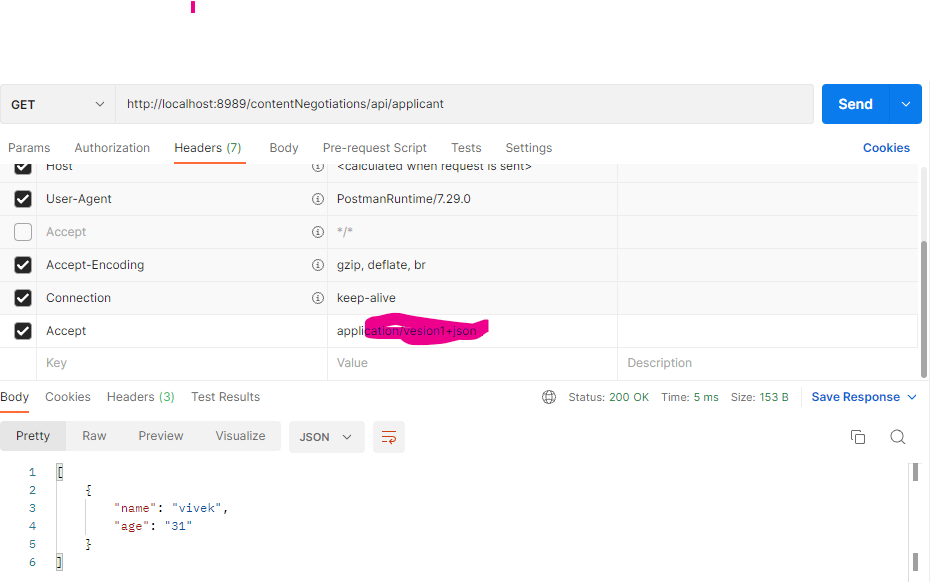 GET http://localhost:8989/contentNegotiations/api/applicant Send
Params Authorization Headers (7) Body Pre-request Script Tests Settings Cookies
Host <calculated when request is sent>
User-Agent PostmanRuntime/7.29.0
Accept */*
Accept-Encoding gzip, deflate, br
Connection keep-alive
Accept application/vesion1+json
Key Value Description
Body Cookies Headers (3) Test Results Status: 200 OK Time: 5 ms Size: 153 B Save Response
Pretty Raw Preview Visualize JSON
1 [
2 {
3 "name": "vivek",
4 "age": "31"
5 }
6 ]